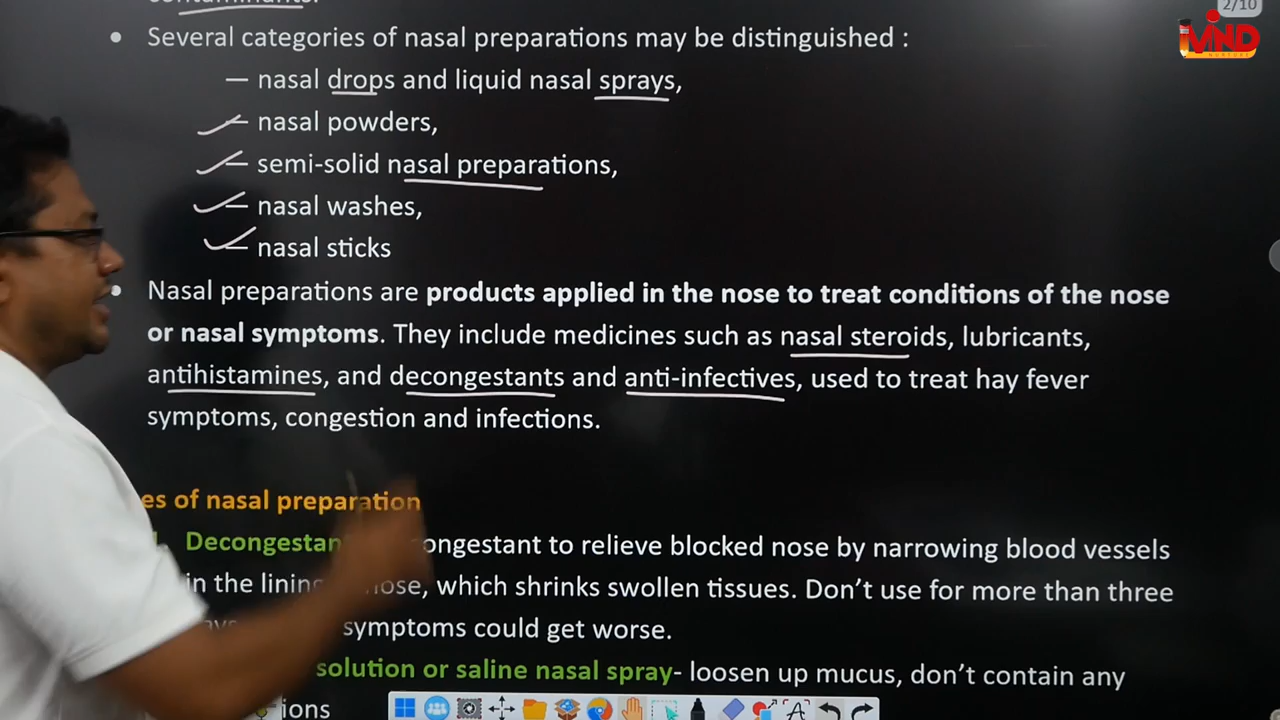 contaminants.
2/10
• Several categories of nasal preparations may be distinguished :
MIND
— nasal drops and liquid nasal sprays,
— nasal powders,
— semi-solid nasal preparations,
— nasal washes,
— nasal sticks
• Nasal preparations are products applied in the nose to treat conditions of the nose
or nasal symptoms. They include medicines such as nasal steroids, lubricants,
antihistamines, and decongestants and anti-infectives, used to treat hay fever
symptoms, congestion and infections.
es of nasal preparation
Decongestan ongestant to relieve blocked nose by narrowing blood vessels
in the lining nose, which shrinks swollen tissues. Don't use for more than three
symptoms could get worse.
solution or saline nasal spray- loosen up mucus, don't contain any
ions